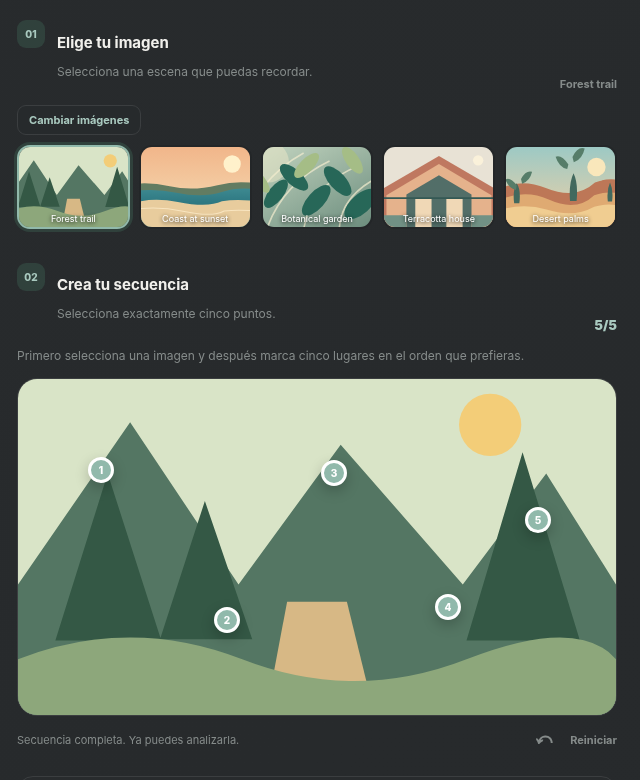 01
Elige tu imagen
Selecciona una escena que puedas recordar.
Forest trail
Cambiar imágenes
Forest trail
Coast at sunset
Botanical garden
Terracotta house
Desert palms
02
Crea tu secuencia
Selecciona exactamente cinco puntos.
5/5
Primero selecciona una imagen y después marca cinco lugares en el orden que prefieras.
1
3
5
4
2
Secuencia completa. Ya puedes analizarla.
Reiniciar